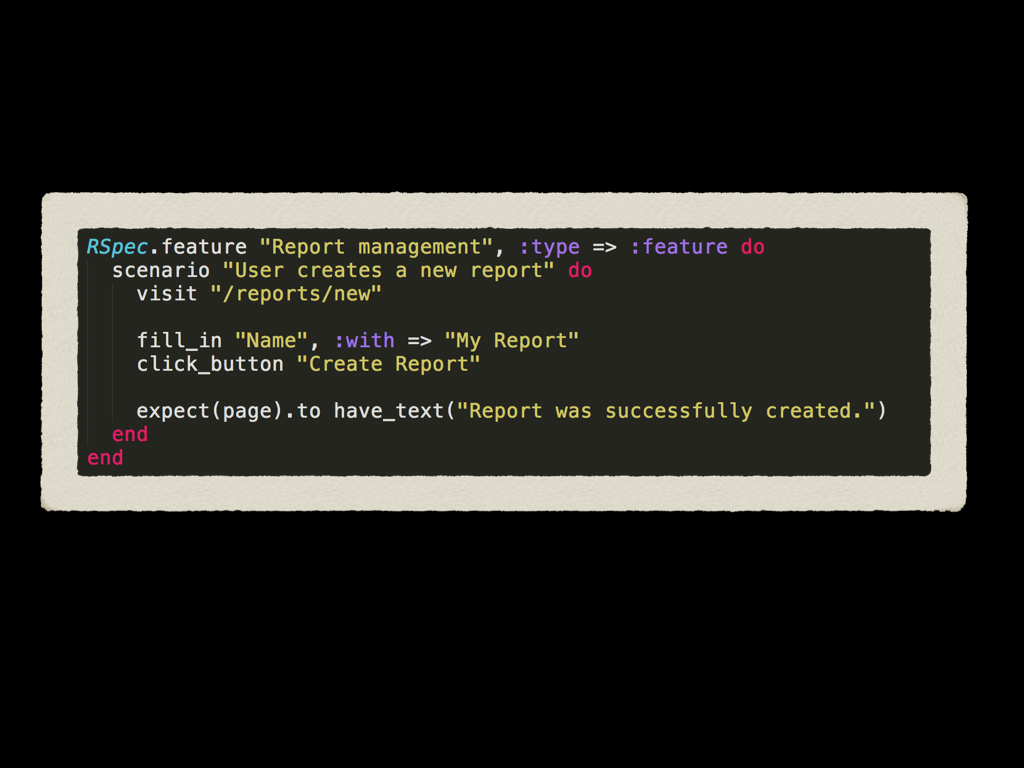 RSpec.feature "Report management", :type => :feature do
  scenario "User creates a new report" do
    visit "/reports/new"

    fill_in "Name", :with => "My Report"
    click_button "Create Report"

    expect(page).to have_text("Report was successfully created.")
  end
end